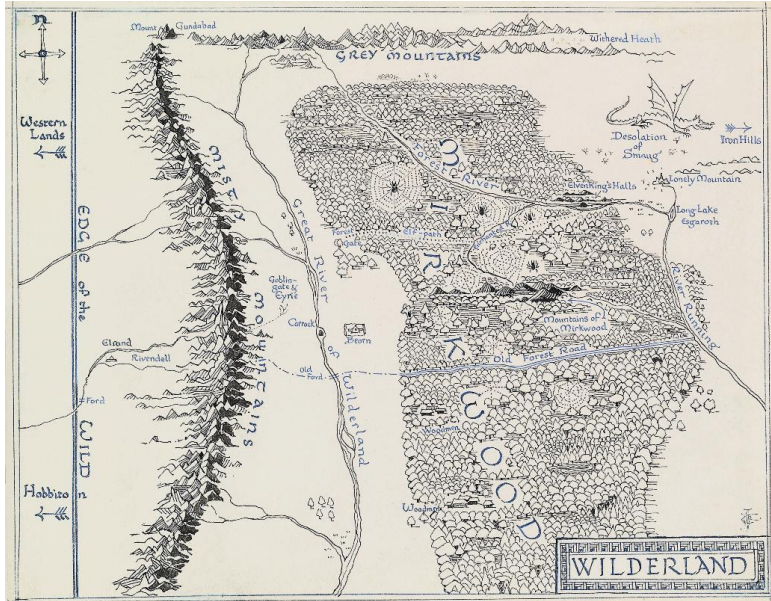 N
Mount Gundabad
GREY MOUNTAINS
Withered Heath
Western
Lands
Desolation
of
Smaug
Iron Hills
MISTY
MOUNTAINS
Forest River
Lonely Mountain
ElvenKing's Halls
Long Lake
Esgaroth
EDGE of the
WILD
Great River
of Wilderland
Forest
Gate
Elf-path
MIRKWOOD
River Running
Goblin-
gate &
Eyrie
Carrock
Beorn
Mountains of
Mirkwood
Elrond
Rivendell
Old
Ford
Old Forest Road
Ford
Woodmen
Woodmen
Hobbiton
WILDERLAND